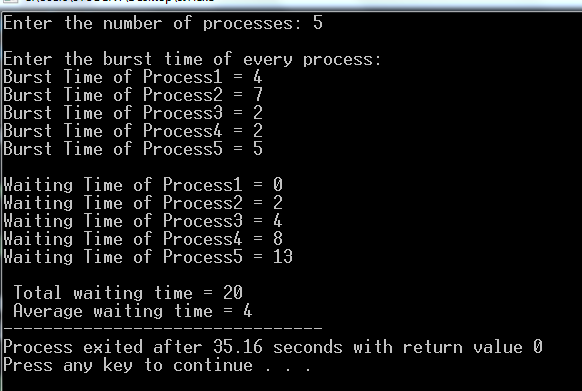 Enter the number of processes: 5
Enter the burst time of every process:
Burst Time of Process1 = 4
Burst Time of Process2 = 7
Burst Time of Process3 = 2
Burst Time of Process4 = 2
Burst Time of Process5 = 5
Waiting Time of Process1 = 0
Waiting Time of Process2 = 2
Waiting Time of Process3 = 4
Waiting Time of Process4 = 8
Waiting Time of Process5 = 13
Total waiting time = 20
Average waiting time = 4
--------------------------------
Process exited after 35.16 seconds with return value 0
Press any key to continue . . .